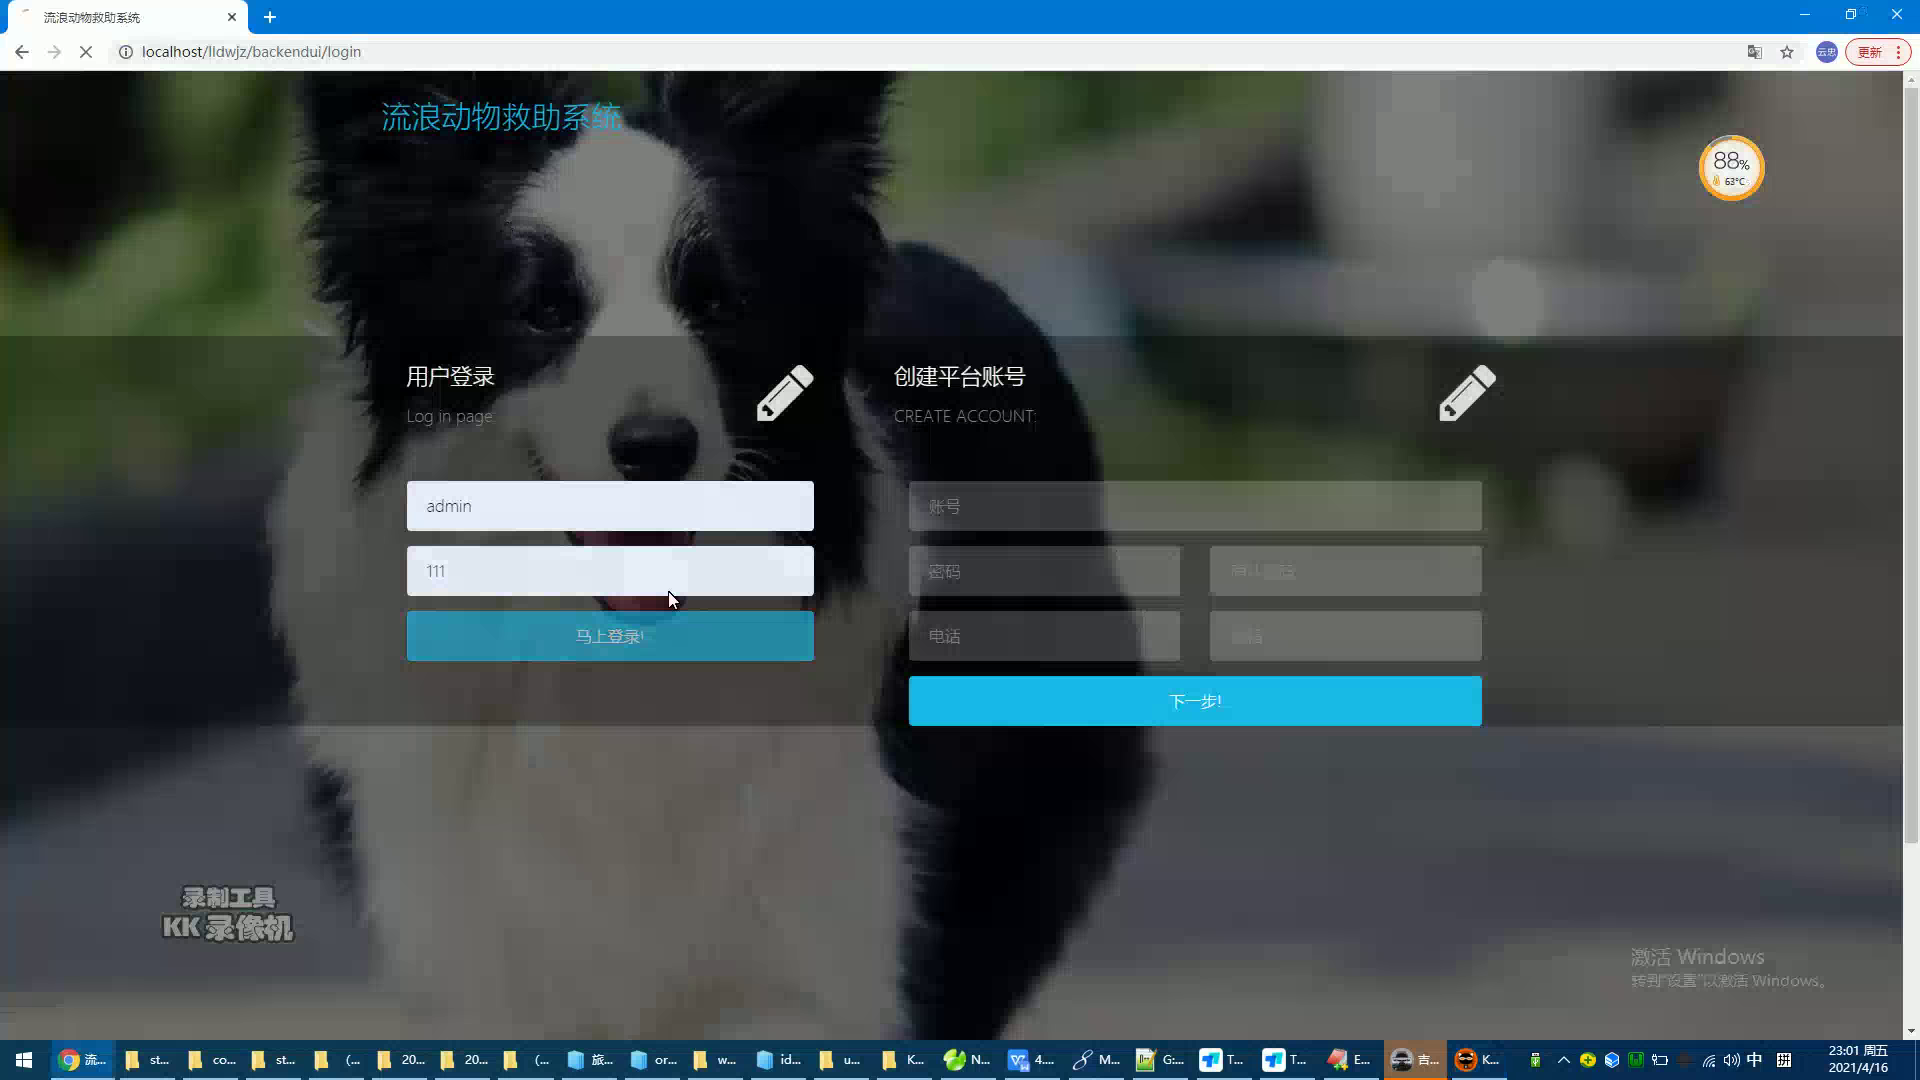 流浪动物救助系统
localhost/lldwjz/backendui/login
云忠
更新
流浪动物救助系统
88%
63°C
用户登录
Log in page
创建平台账号
CREATE ACCOUNT:
admin
账号
111
密码
马上登录!
电话
下一步!
录制工具
KK 录像机
激活 Windows
转到“设置”以激活 Windows。
流... st... co... st... (... 20... 20... (... 旅... or... w... id... u... K... N... 4... M... G:... T... T... E... 吉... K...
中
拼
23:01 周五
2021/4/16